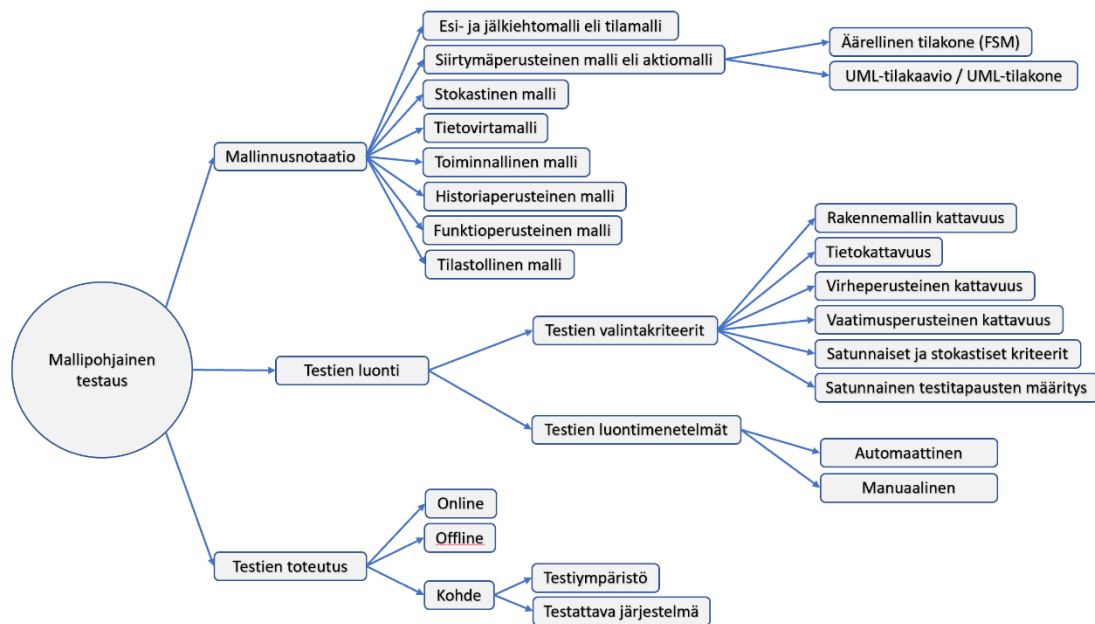 Esi- ja jälkiehtomalli eli tilamalli
Siirtymäperusteinen malli eli aktiomalli
Äärellinen tilakone (FSM)
UML-tilakaavio / UML-tilakone
Stokastinen malli
Tietovirtamalli
Mallinnusnotaatio
Toiminnallinen malli
Historiaperusteinen malli
Funktioperusteinen malli
Tilastollinen malli
Mallipohjainen
testaus
Testien luonti
Testien valintakriteerit
Rakennemallin kattavuus
Tietokattavuus
Virheperusteinen kattavuus
Vaatimusperusteinen kattavuus
Satunnaiset ja stokastiset kriteerit
Satunnainen testitapausten määritys
Testien luontimenetelmät
Automaattinen
Manuaalinen
Testien toteutus
Online
Offline
Kohde
Testiympäristö
Testattava järjestelmä